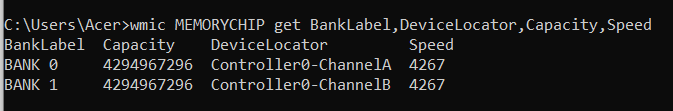 C:\Users\Acer>wmic MEMORYCHIP get BankLabel,DeviceLocator,Capacity,Speed
BankLabel  Capacity    DeviceLocator         Speed
BANK 0     4294967296  Controller0-ChannelA  4267
BANK 1     4294967296  Controller0-ChannelB  4267